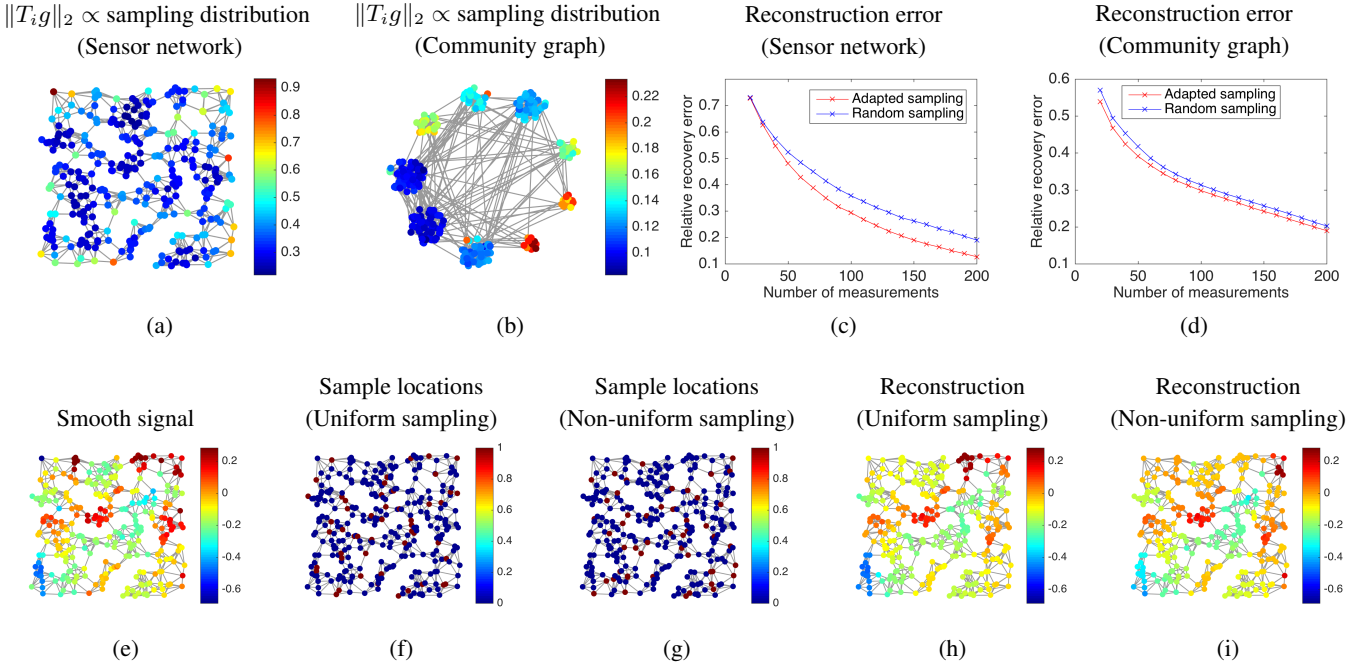 ‖T_i g‖_2 ∝ sampling distribution
(Sensor network)
0.9
0.8
0.7
0.6
0.5
0.4
0.3
(a)
‖T_i g‖_2 ∝ sampling distribution
(Community graph)
0.22
0.2
0.18
0.16
0.14
0.12
0.1
(b)
Reconstruction error
(Sensor network)
Relative recovery error
0.7
0.6
0.5
0.4
0.3
0.2
0.1
Adapted sampling
Random sampling
0 50 100 150 200
Number of measurements
(c)
Reconstruction error
(Community graph)
Relative recovery error
0.6
0.5
0.4
0.3
0.2
0.1
Adapted sampling
Random sampling
0 50 100 150 200
Number of measurements
(d)
Smooth signal
0.2
0
-0.2
-0.4
-0.6
(e)
Sample locations
(Uniform sampling)
1
0.8
0.6
0.4
0.2
0
(f)
Sample locations
(Non-uniform sampling)
1
0.8
0.6
0.4
0.2
0
(g)
Reconstruction
(Uniform sampling)
0.2
0
-0.2
-0.4
-0.6
(h)
Reconstruction
(Non-uniform sampling)
0.2
0
-0.2
-0.4
-0.6
(i)